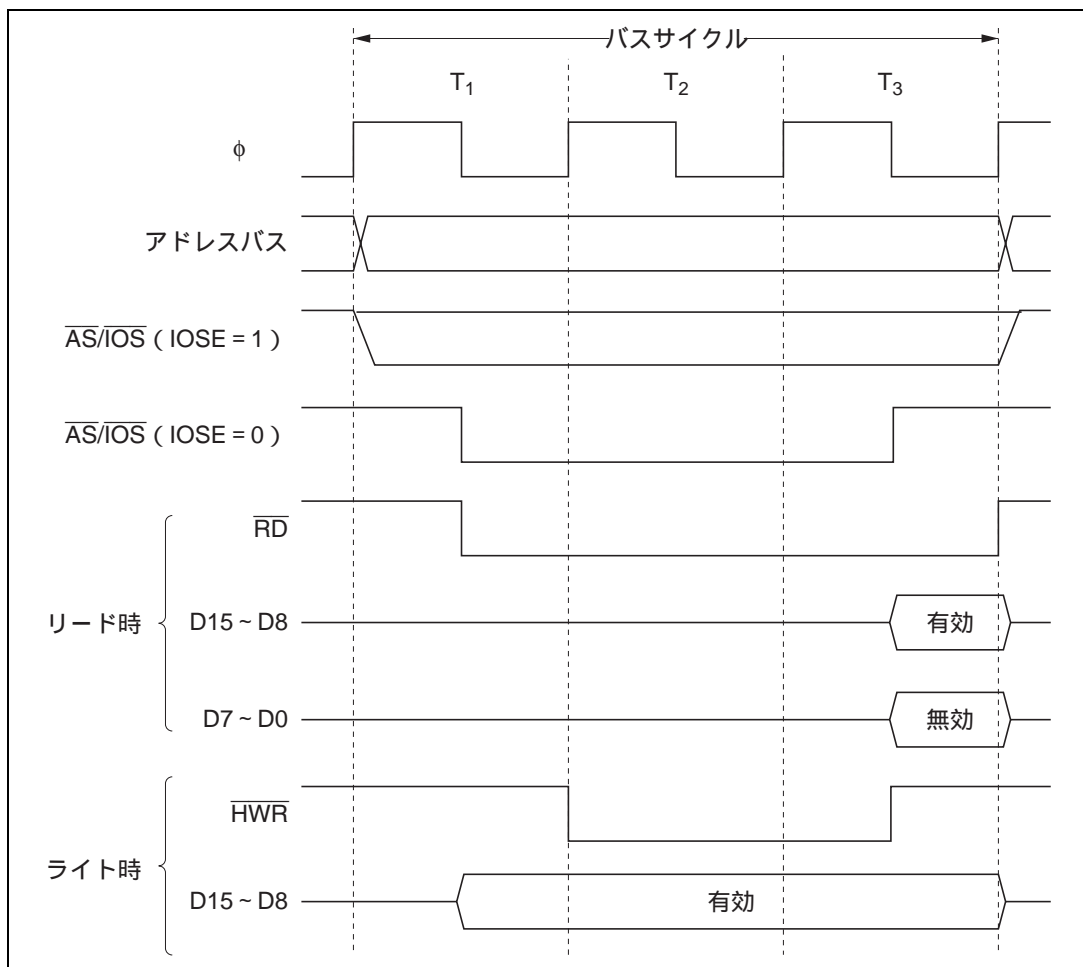 バスサイクル
T1 T2 T3
φ
アドレスバス
AS/IOS（IOSE = 1）
AS/IOS（IOSE = 0）
RD
リード時
D15 ~ D8 有効
D7 ~ D0 無効
HWR
ライト時
D15 ~ D8 有効